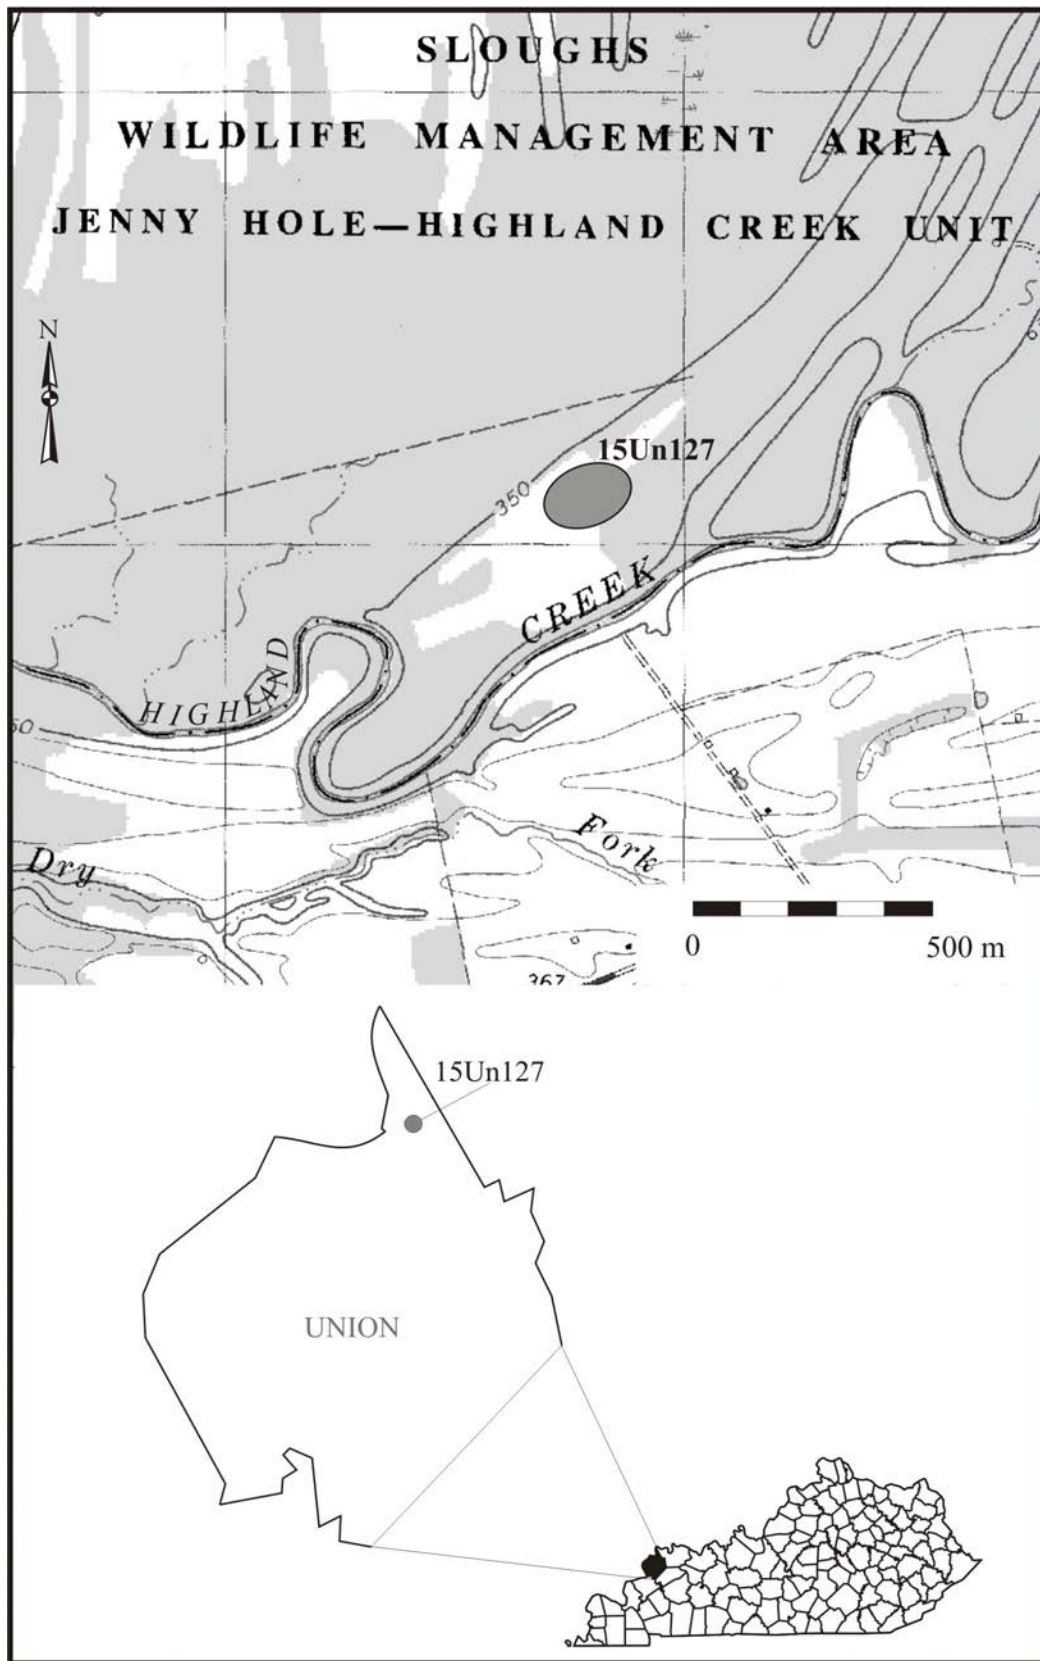 SLOUGHS
WILDLIFE MANAGEMENT AREA
JENNY HOLE—HIGHLAND CREEK UNIT
N
15Un127
350
CREEK
HIGHLAND
50
Fork
Dry
0 500 m
367
15Un127
UNION